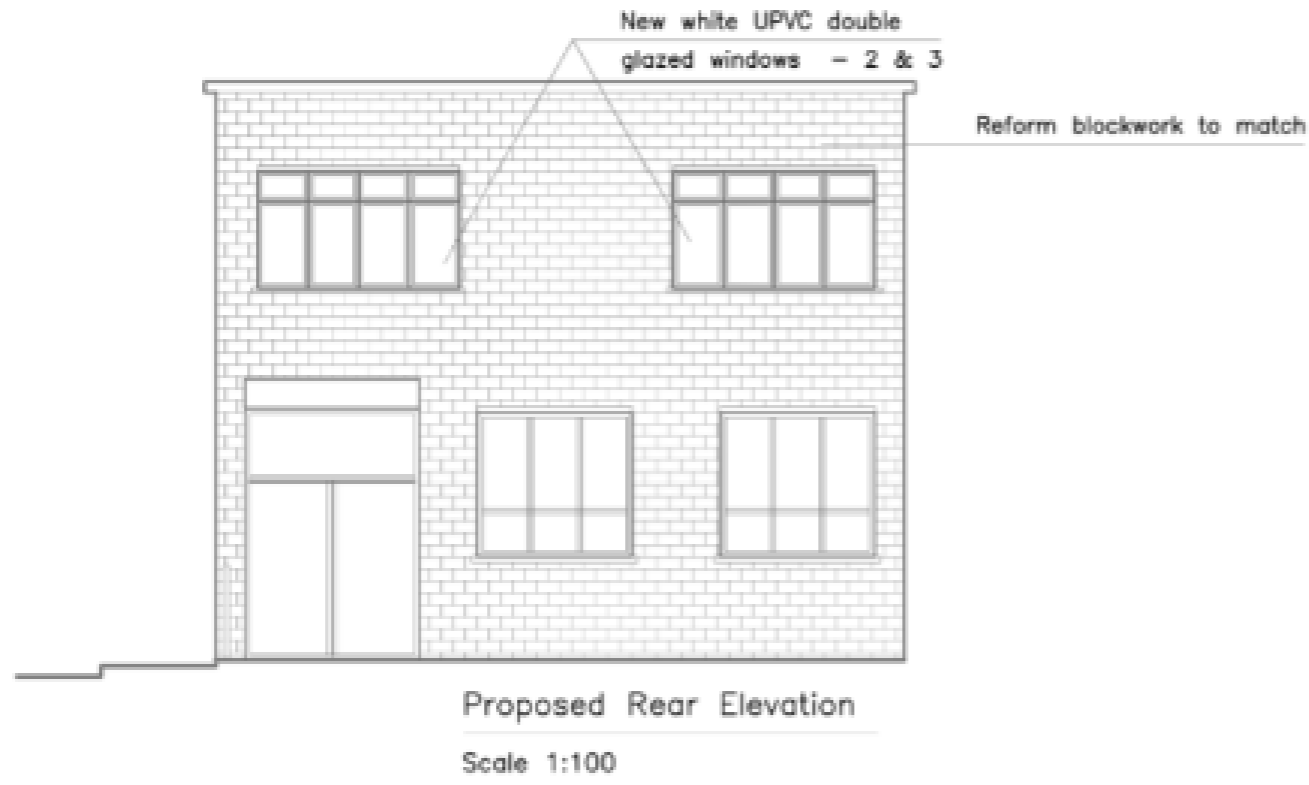 New white UPVC double
glazed windows - 2 & 3
Reform blockwork to match
Proposed Rear Elevation
Scale 1:100